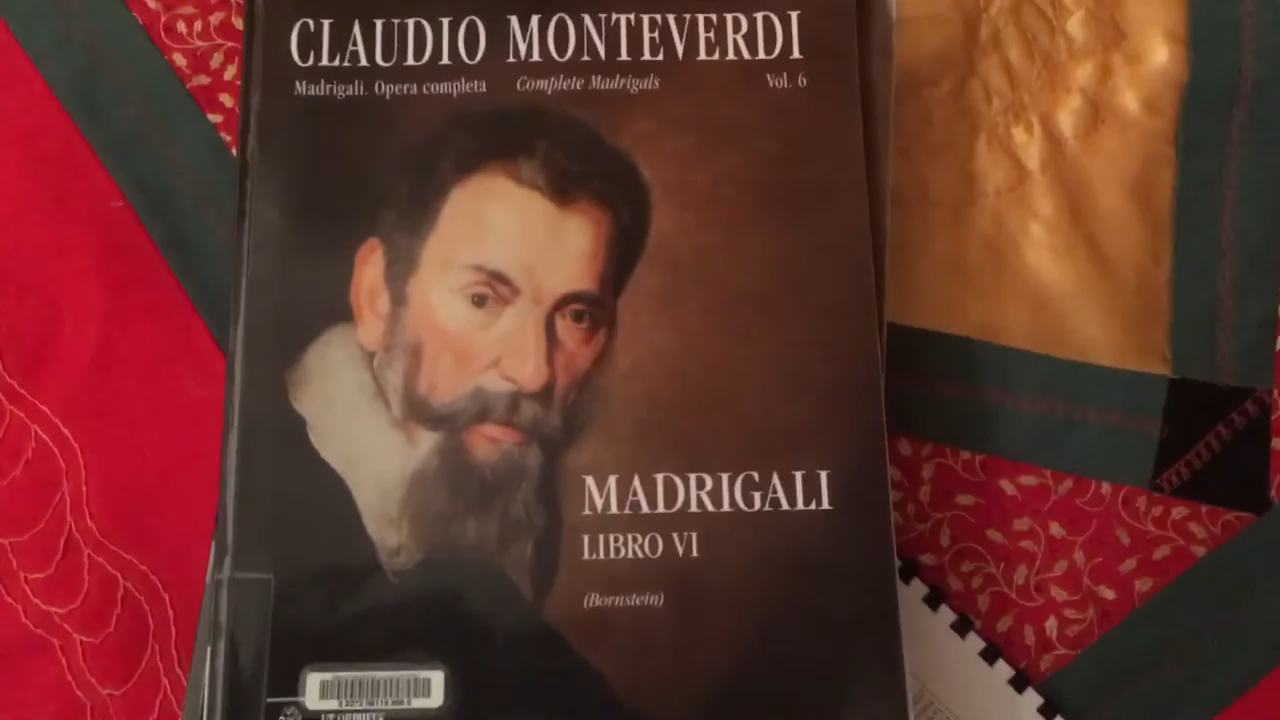 CLAUDIO MONTEVERDI
Madrigali. Opera completa Complete Madrigals Vol. 6
MADRIGALI
LIBRO VI
(Bornstein)